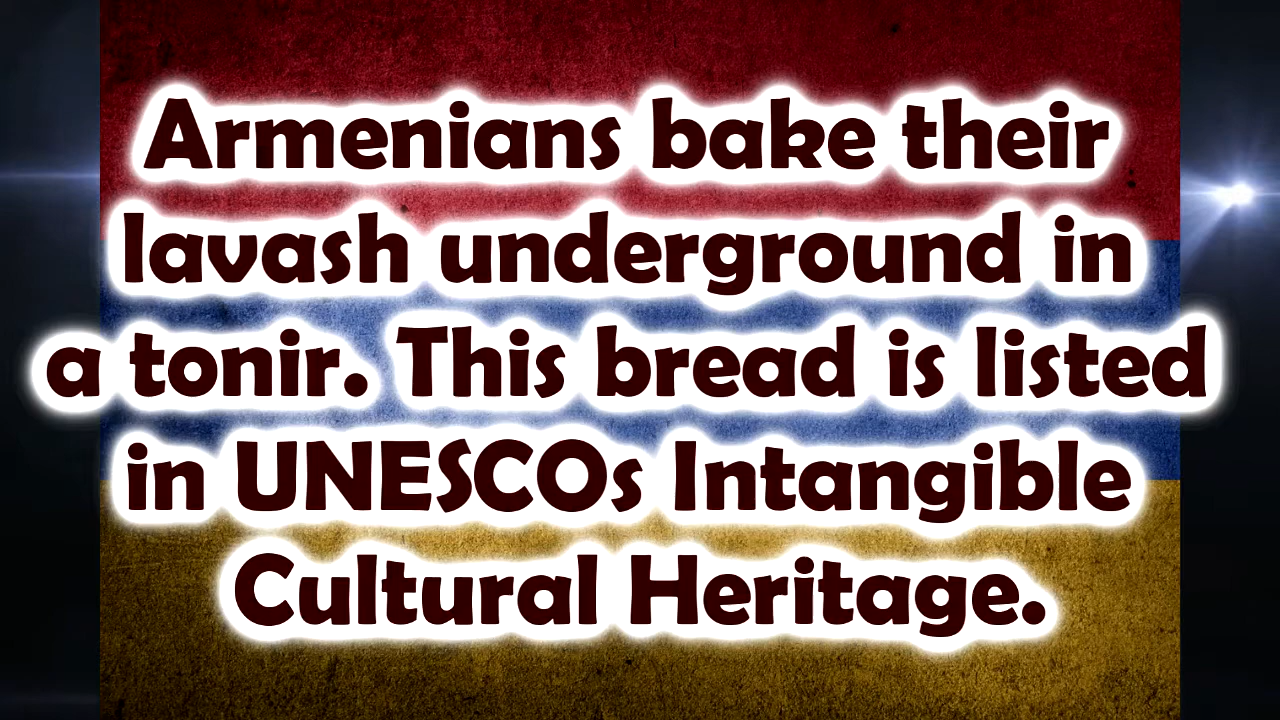 Armenians bake their
lavash underground in
a tonir. This bread is listed
in UNESCOs Intangible
Cultural Heritage.